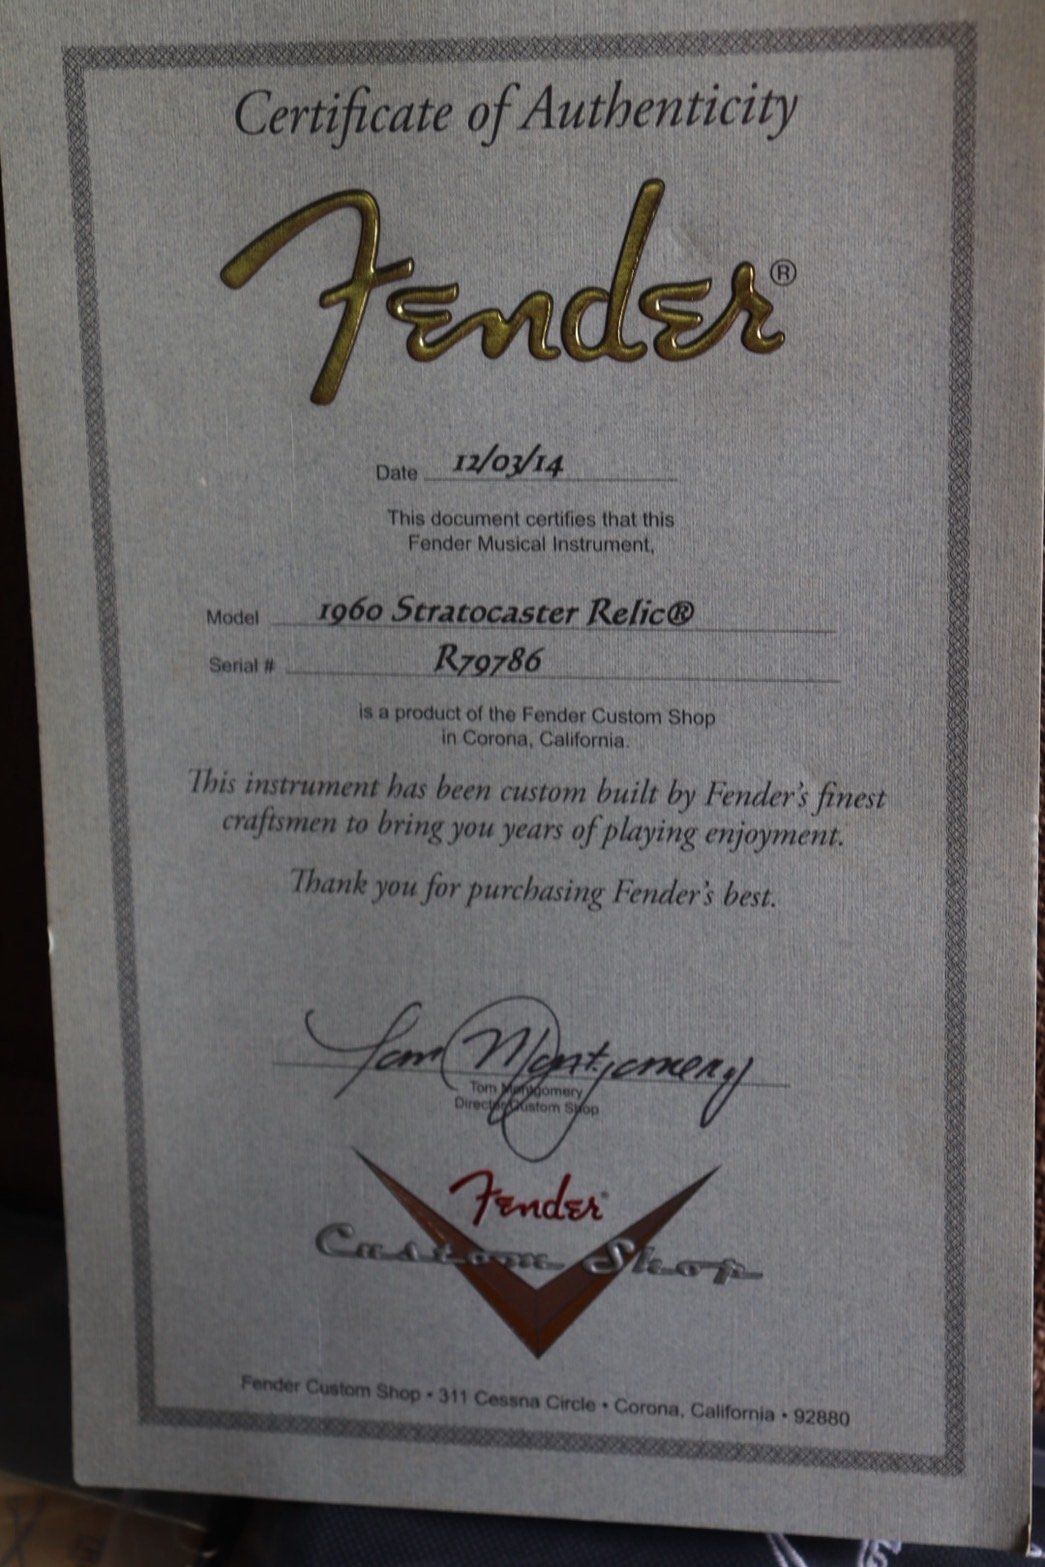 Certificate of Authenticity
Fender®
Date 12/03/14
This document certifies that this
Fender Musical Instrument,
Model 1960 Stratocaster Relic®
Serial # R79786
is a product of the Fender Custom Shop
in Corona, California.
This instrument has been custom built by Fender's finest
craftsmen to bring you years of playing enjoyment.
Thank you for purchasing Fender's best.
Tom Montgomery
Tom Montgomery
Director Custom Shop
Fender®
Custom Shop
Fender Custom Shop • 311 Cessna Circle • Corona, California • 92880